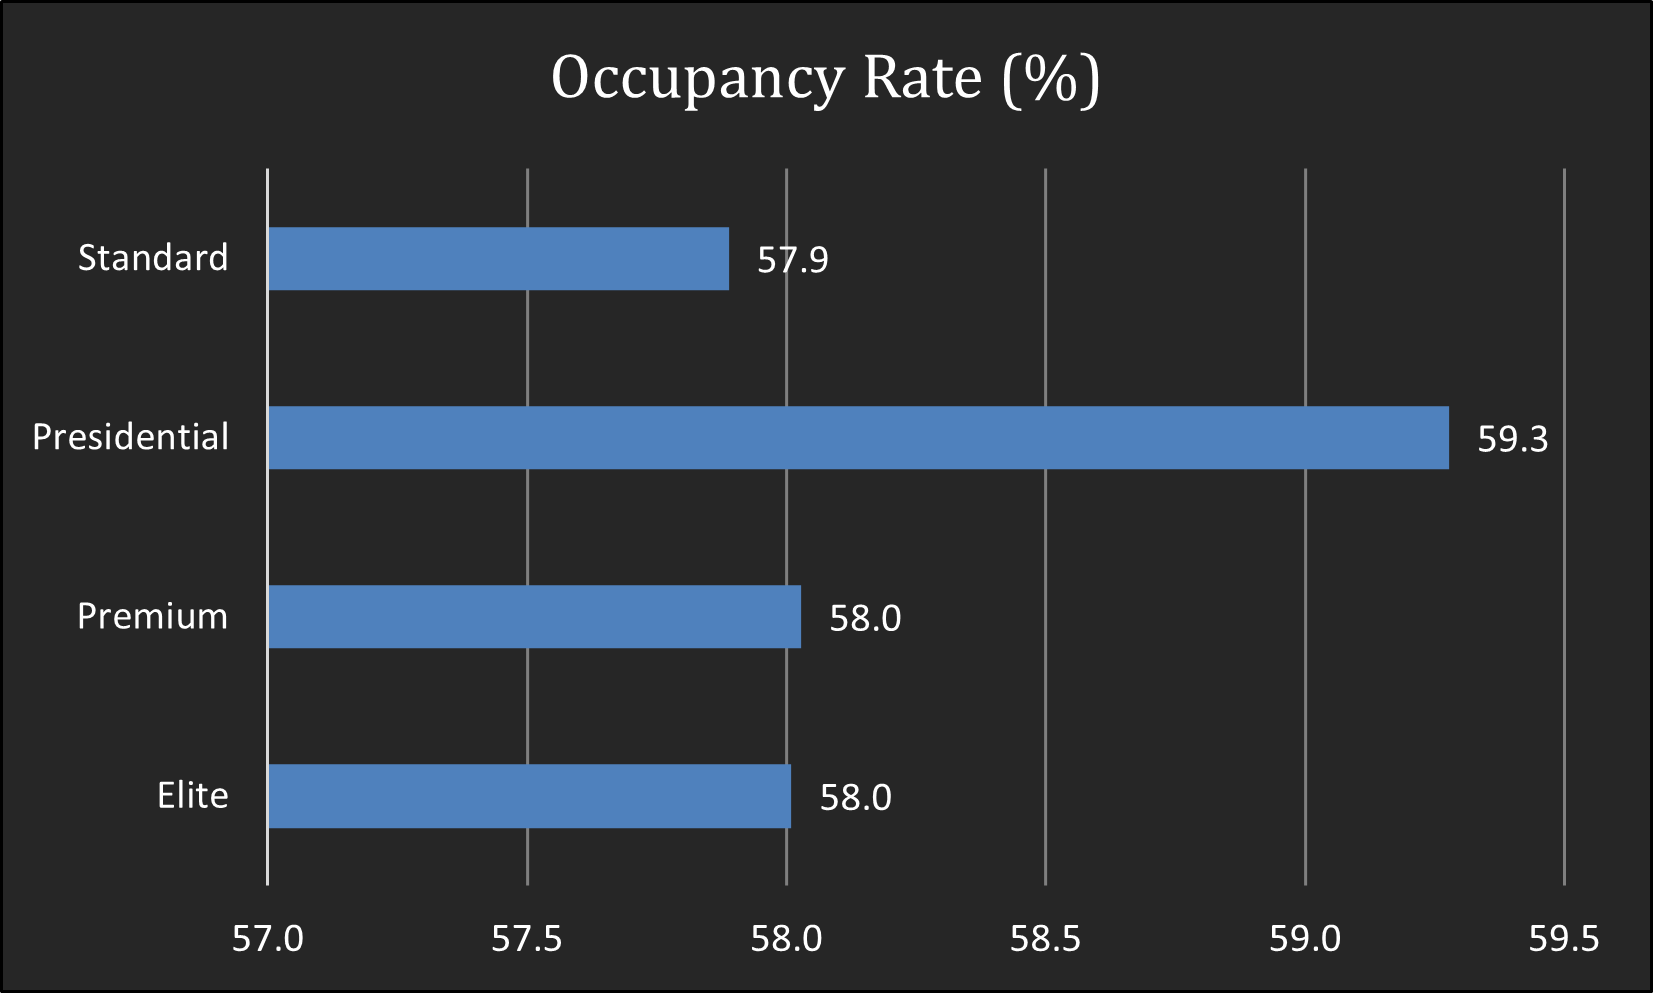 Occupancy Rate (%)
Standard
57.9
Presidential
59.3
Premium
58.0
Elite
58.0
57.0 57.5 58.0 58.5 59.0 59.5